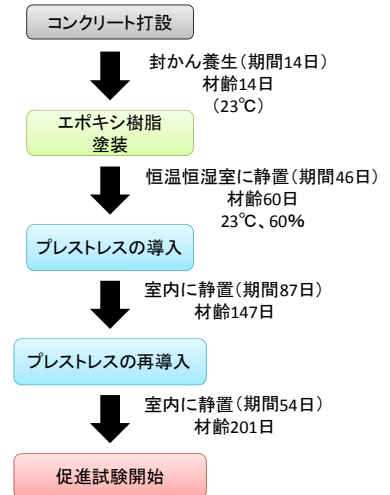 コンクリート打設
封かん養生(期間14日)
材齢14日
(23℃)
エポキシ樹脂
塗装
恒温恒湿室に静置(期間46日)
材齢60日
23℃、60%
プレストレスの導入
室内に静置(期間87日)
材齢147日
プレストレスの再導入
室内に静置(期間54日)
材齢201日
促進試験開始